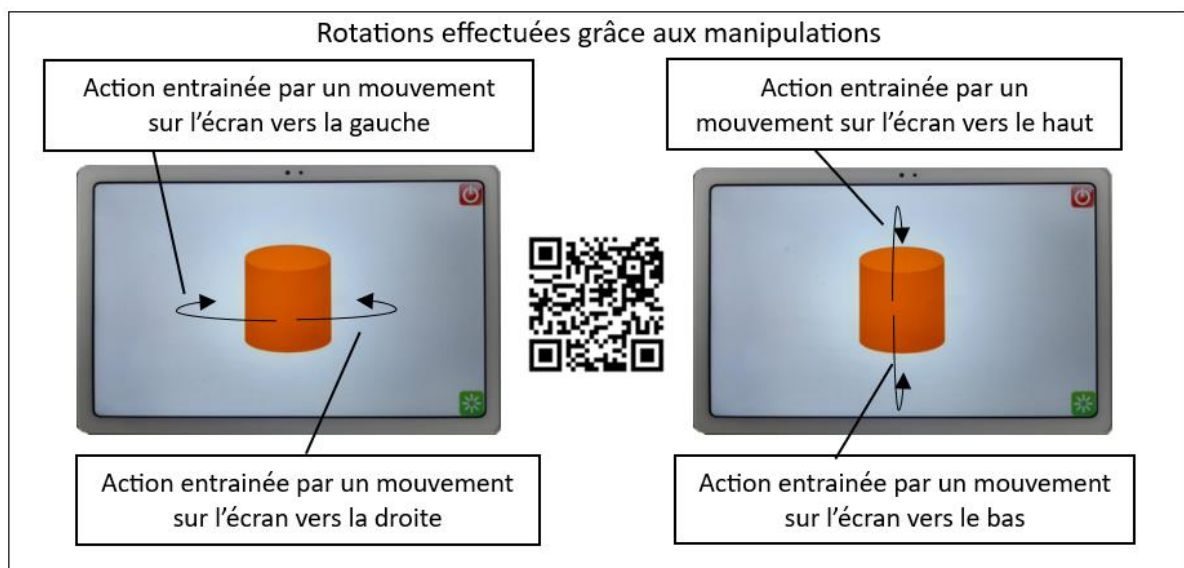 Rotations effectuées grâce aux manipulations
Action entrainée par un mouvement
sur l'écran vers la gauche
Action entrainée par un
mouvement sur l'écran vers le haut
Action entrainée par un mouvement
sur l'écran vers la droite
Action entrainée par un mouvement
sur l'écran vers le bas